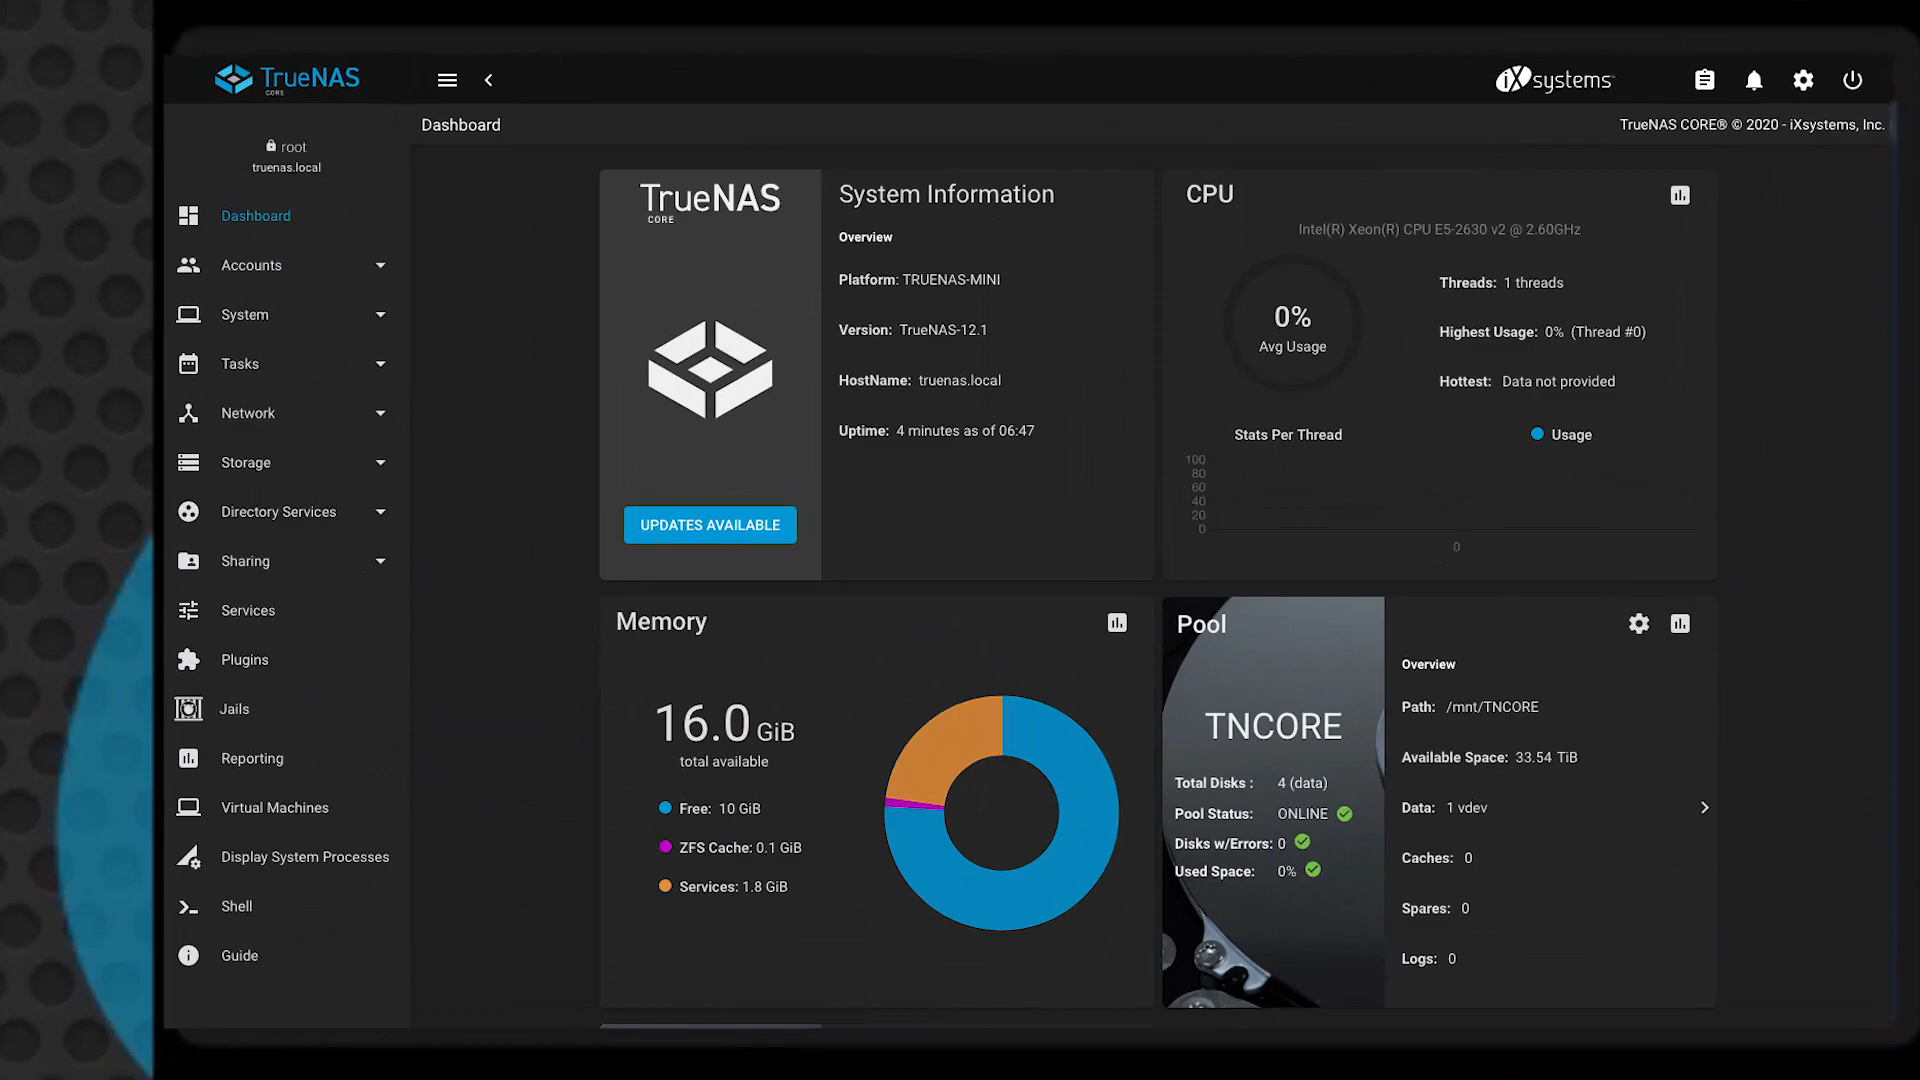 TrueNAS
CORE
iXsystems™
Dashboard
TrueNAS CORE® © 2020 - iXsystems, Inc.
root
truenas.local
Dashboard
Accounts
System
Tasks
Network
Storage
Directory Services
Sharing
Services
Plugins
Jails
Reporting
Virtual Machines
Display System Processes
Shell
Guide
TrueNAS
CORE
UPDATES AVAILABLE
System Information
Overview
Platform: TRUENAS-MINI
Version: TrueNAS-12.1
HostName: truenas.local
Uptime: 4 minutes as of 06:47
CPU
Intel(R) Xeon(R) CPU E5-2630 v2 @ 2.60GHz
0%
Avg Usage
Threads: 1 threads
Highest Usage: 0% (Thread #0)
Hottest: Data not provided
Stats Per Thread
Usage
100
80
60
40
20
0
0
Memory
16.0 GiB
total available
Free: 10 GiB
ZFS Cache: 0.1 GiB
Services: 1.8 GiB
Pool
TNCORE
Total Disks : 4 (data)
Pool Status: ONLINE
Disks w/Errors: 0
Used Space: 0%
Overview
Path: /mnt/TNCORE
Available Space: 33.54 TiB
Data: 1 vdev
Caches: 0
Spares: 0
Logs: 0